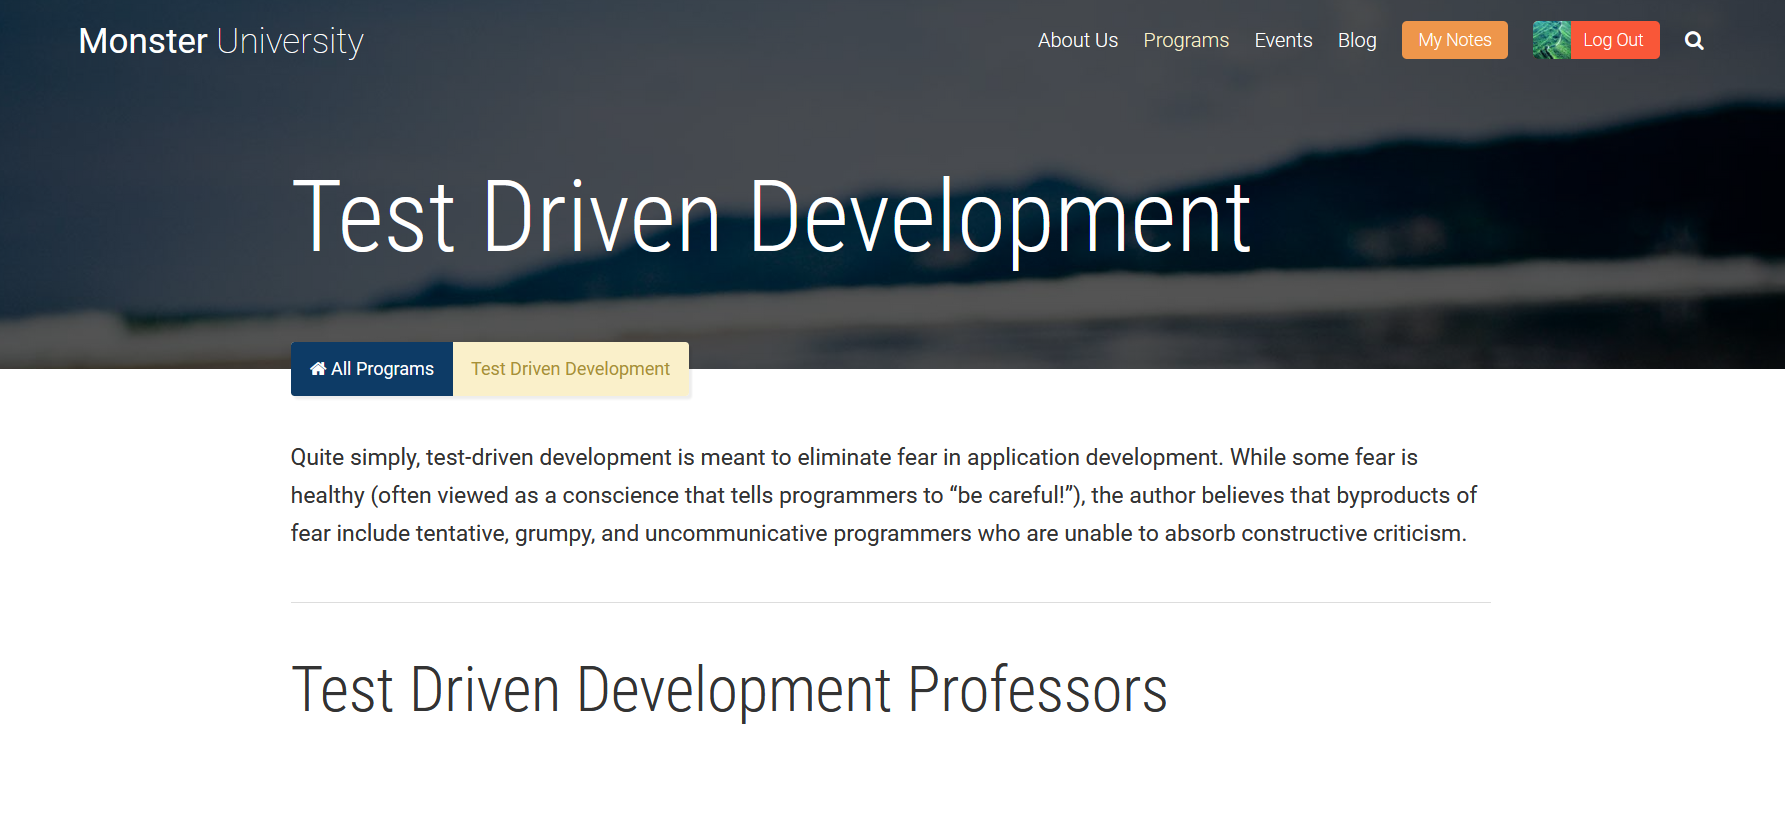 Monster University
About Us Programs Events Blog My Notes Log Out
Test Driven Development
All Programs Test Driven Development
Quite simply, test-driven development is meant to eliminate fear in application development. While some fear is
healthy (often viewed as a conscience that tells programmers to “be careful!”), the author believes that byproducts of
fear include tentative, grumpy, and uncommunicative programmers who are unable to absorb constructive criticism.
Test Driven Development Professors